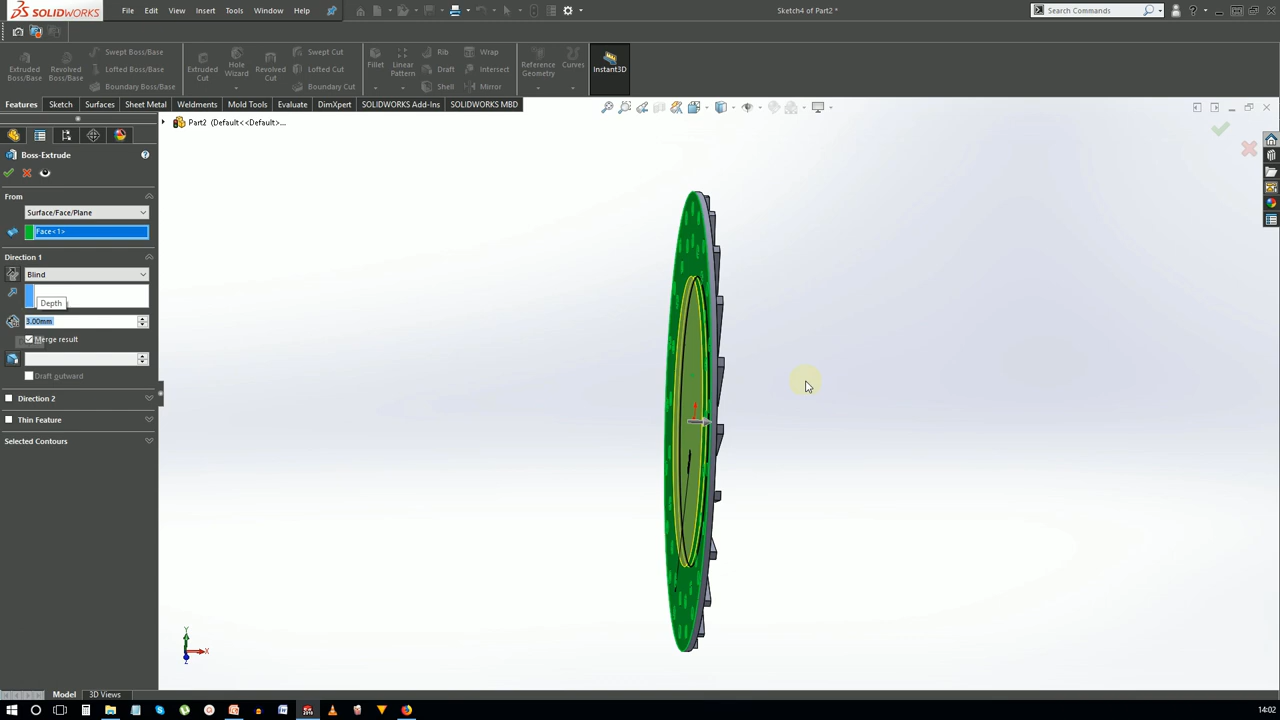 SOLIDWORKS File Edit View Insert Tools Window Help Sketch4 of Part2 * Search Commands
Extruded Boss/Base Revolved Boss/Base Swept Boss/Base Lofted Boss/Base Boundary Boss/Base Extruded Cut Hole Wizard Revolved Cut Swept Cut Lofted Cut Boundary Cut Fillet Linear Pattern Rib Draft Shell Wrap Intersect Mirror Reference Geometry Curves Instant3D
Features Sketch Surfaces Sheet Metal Weldments Mold Tools Evaluate DimXpert SOLIDWORKS Add-Ins SOLIDWORKS MBD
Part2 (Default<<Default>...
Boss-Extrude
From
Surface/Face/Plane
Face<1>
Direction 1
Blind
Depth
3.00mm
Merge result
Draft outward
Direction 2
Thin Feature
Selected Contours
Y
X
Z
Model 3D Views
14:02